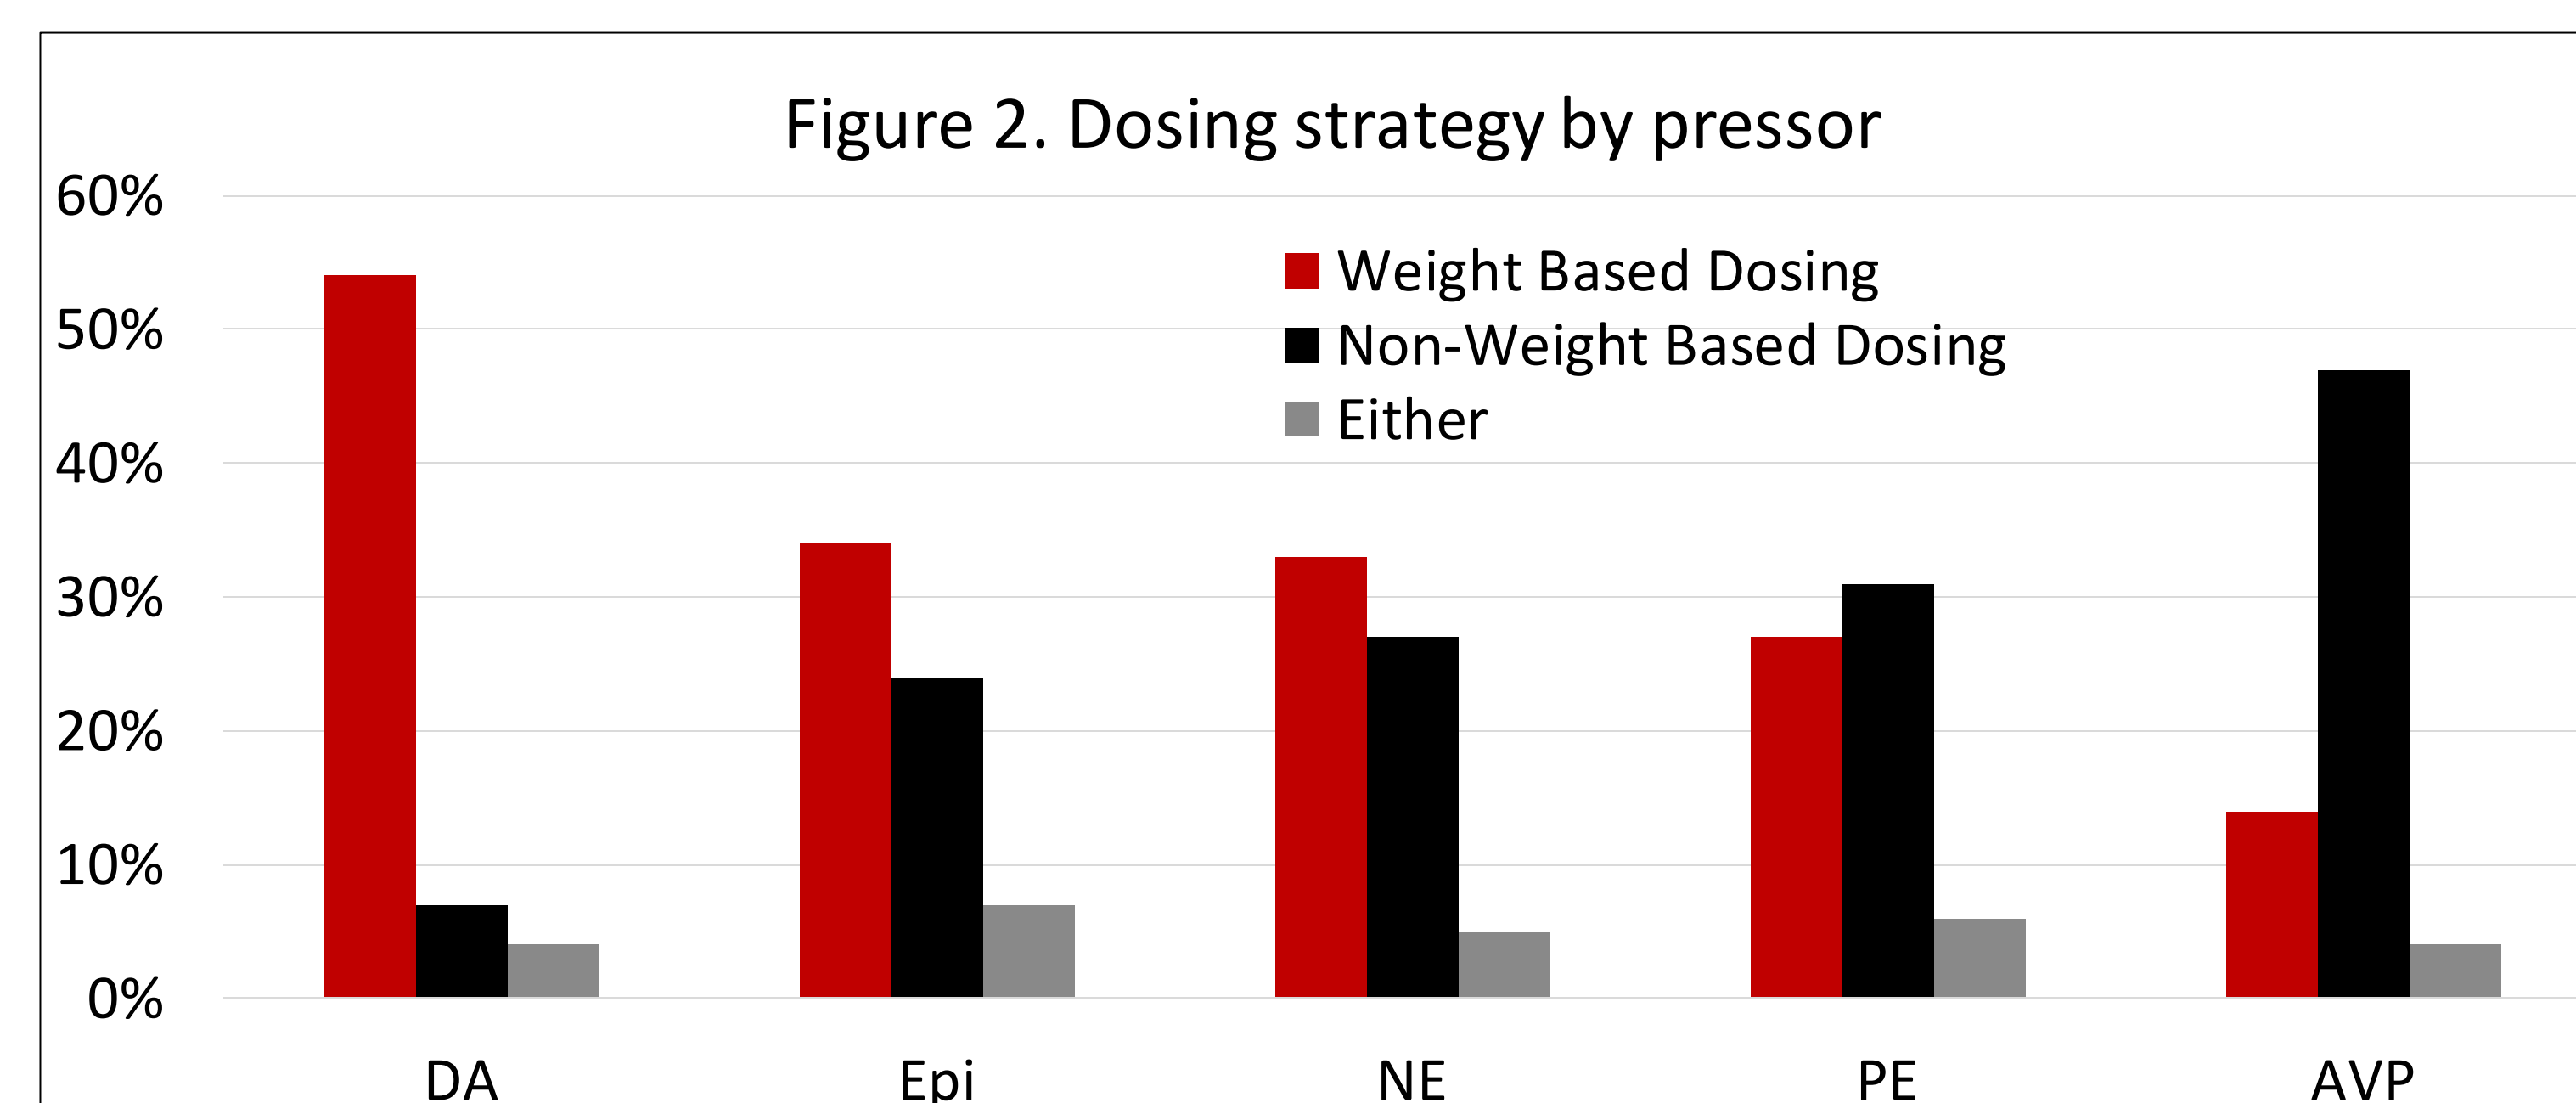 Figure 2. Dosing strategy by pressor
60%
Weight Based Dosing
50%
Non-Weight Based Dosing
Either
40%
30%
20%
10%
0%
DA Epi NE PE AVP